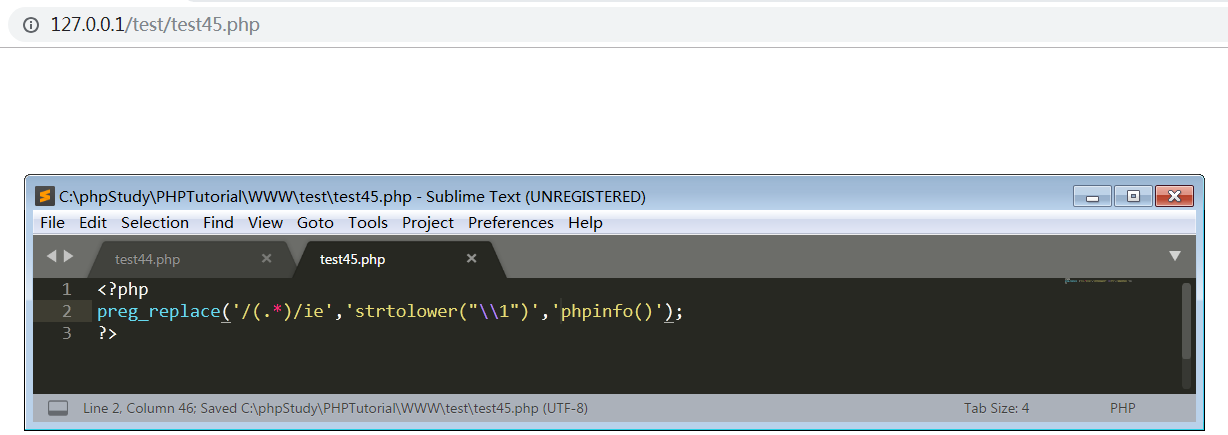 127.0.0.1/test/test45.php
C:\phpStudy\PHPTutorial\WWW\test\test45.php - Sublime Text (UNREGISTERED)
File Edit Selection Find View Goto Tools Project Preferences Help
test44.php test45.php
1 <?php
2 preg_replace('/(.*)/ie','strtolower("\\1")','phpinfo()');
3 ?>
Line 2, Column 46; Saved C:\phpStudy\PHPTutorial\WWW\test\test45.php (UTF-8) Tab Size: 4 PHP